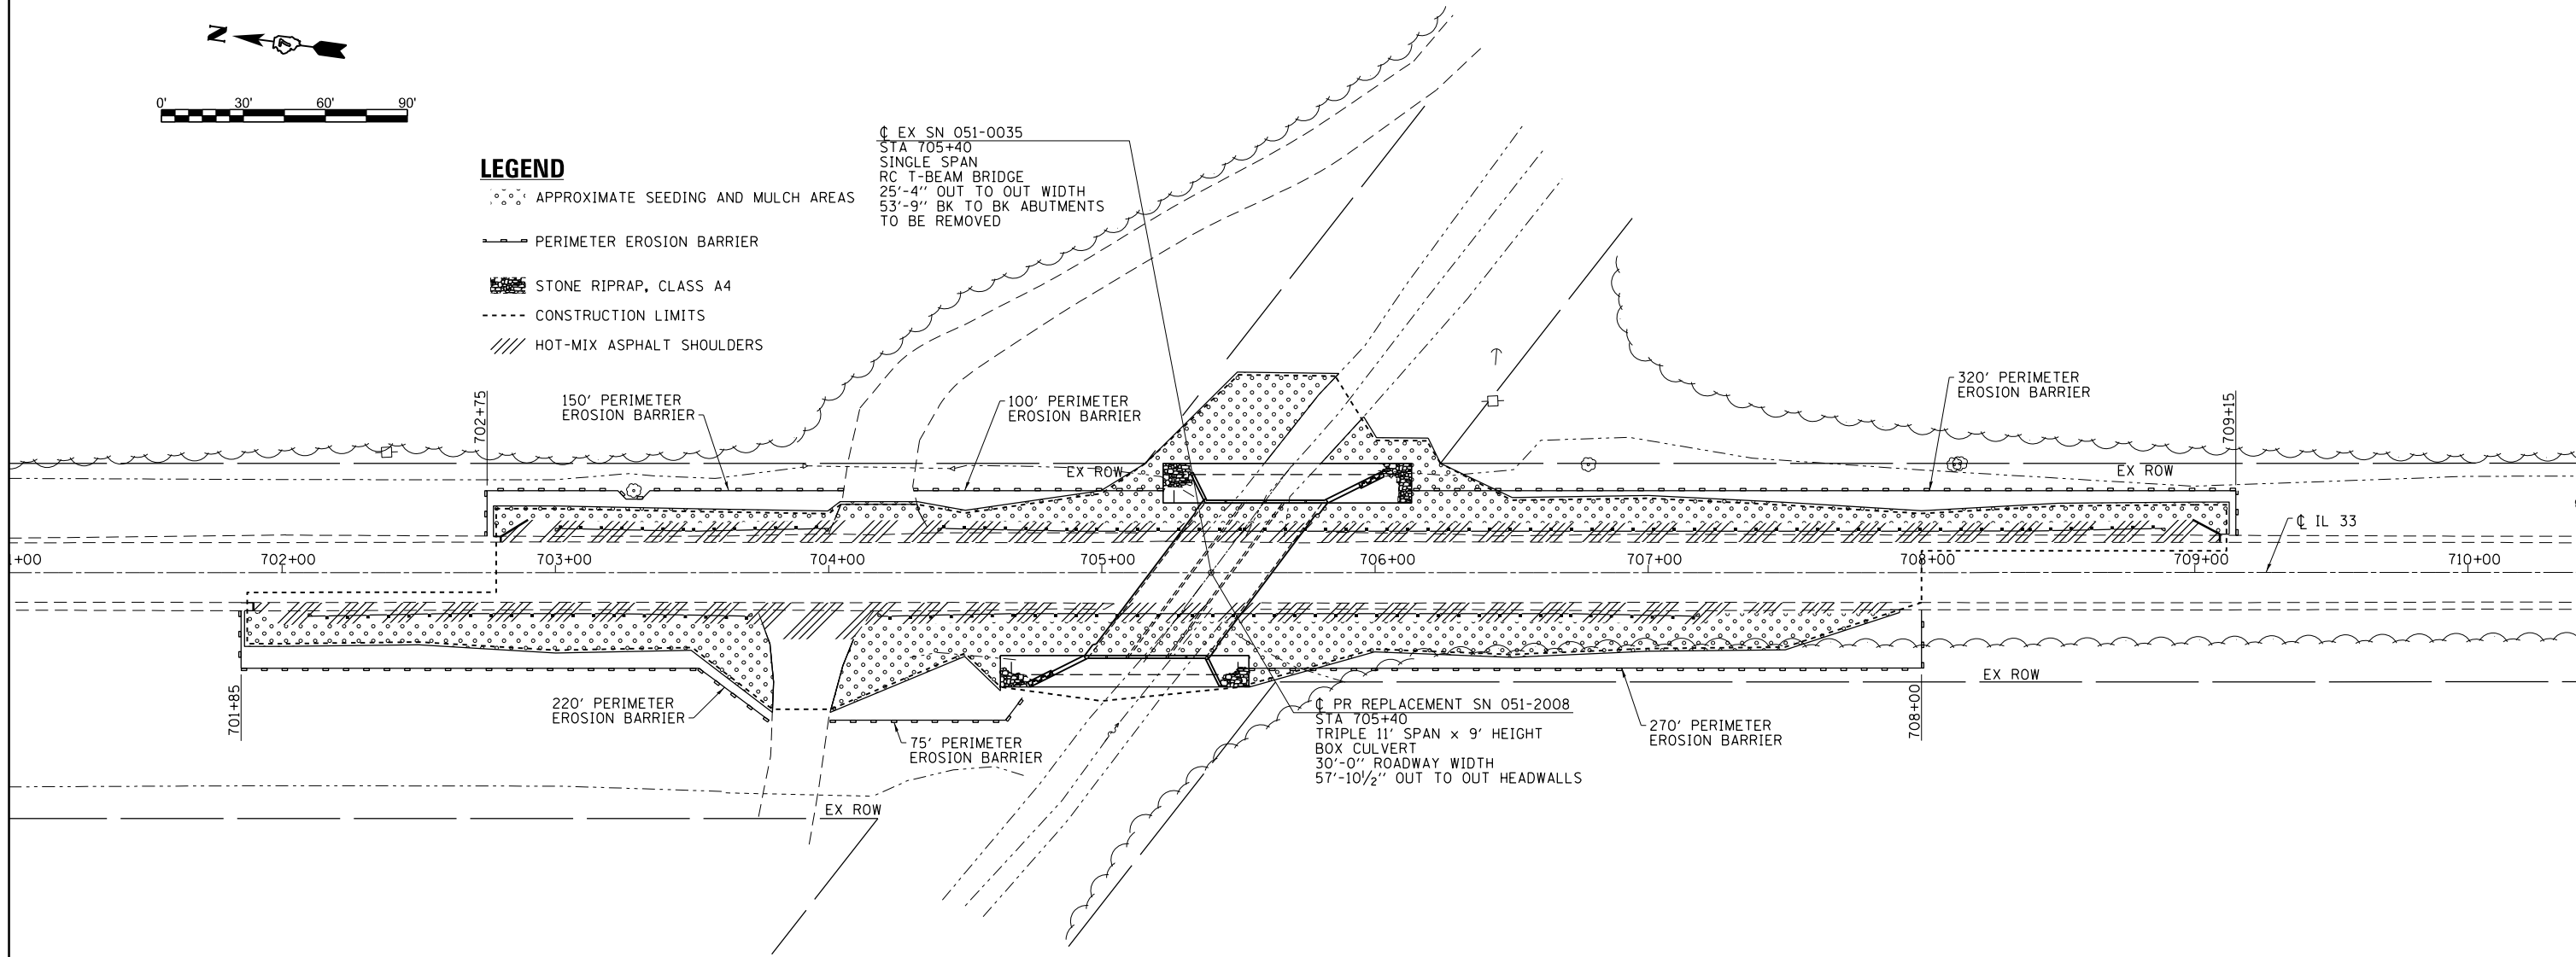 N
0' 30' 60' 90'
LEGEND
APPROXIMATE SEEDING AND MULCH AREAS
PERIMETER EROSION BARRIER
STONE RIPRAP, CLASS A4
CONSTRUCTION LIMITS
HOT-MIX ASPHALT SHOULDERS
℄ EX SN 051-0035
STA 705+40
SINGLE SPAN
RC T-BEAM BRIDGE
25'-4" OUT TO OUT WIDTH
53'-9" BK TO BK ABUTMENTS
TO BE REMOVED
702+75
150' PERIMETER
EROSION BARRIER
100' PERIMETER
EROSION BARRIER
320' PERIMETER
EROSION BARRIER
709+15
EX ROW
EX ROW
℄ IL 33
1+00 702+00 703+00 704+00 705+00 706+00 707+00 708+00 709+00 710+00
EX ROW
701+85
220' PERIMETER
EROSION BARRIER
75' PERIMETER
EROSION BARRIER
℄ PR REPLACEMENT SN 051-2008
STA 705+40
TRIPLE 11' SPAN x 9' HEIGHT
BOX CULVERT
30'-0" ROADWAY WIDTH
57'-10½" OUT TO OUT HEADWALLS
270' PERIMETER
EROSION BARRIER
708+00
EX ROW